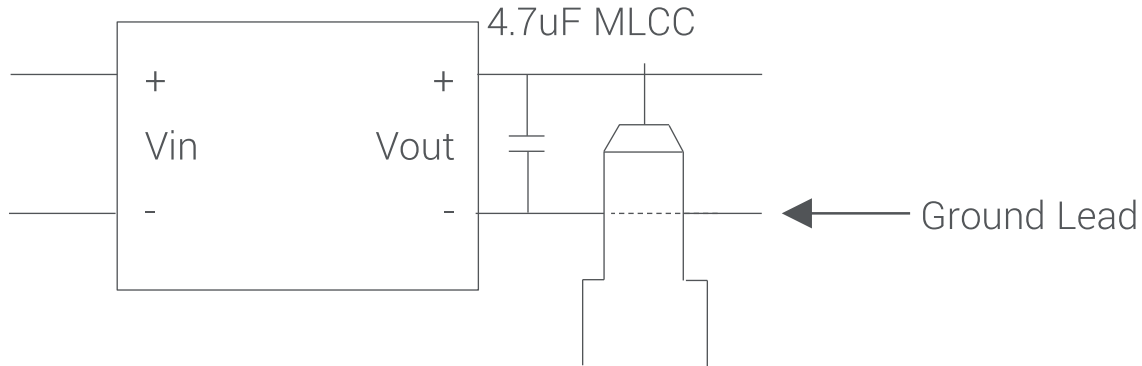 4.7uF MLCC
+ +
Vin Vout
- -
Ground Lead